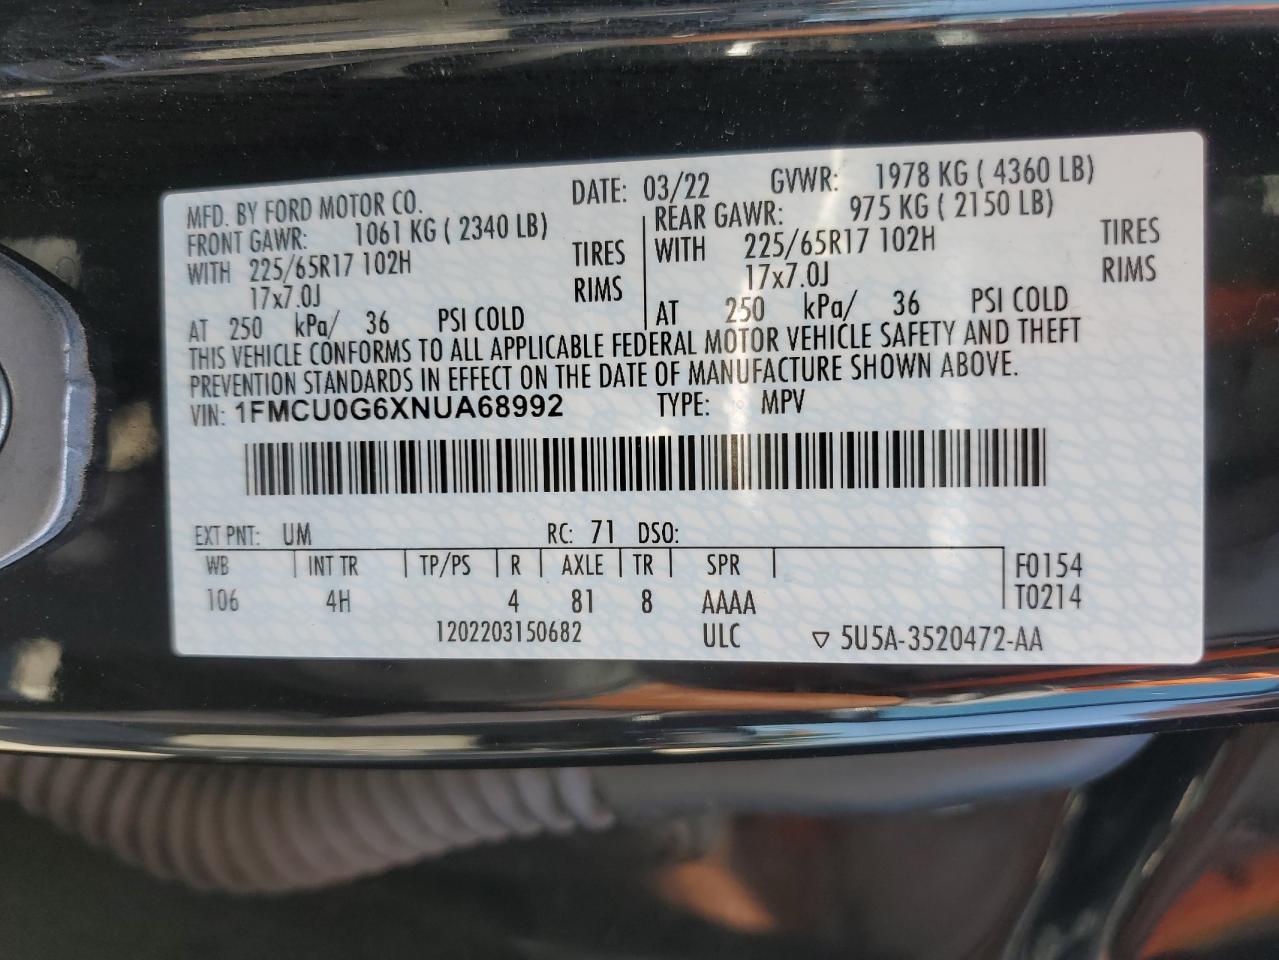 MFD. BY FORD MOTOR CO. DATE: 03/22 GVWR: 1978 KG ( 4360 LB)
FRONT GAWR: 1061 KG ( 2340 LB) REAR GAWR: 975 KG ( 2150 LB)
WITH 225/65R17 102H TIRES WITH 225/65R17 102H TIRES
17x7.0J RIMS 17x7.0J RIMS
AT 250 kPa/ 36 PSI COLD AT 250 kPa/ 36 PSI COLD
THIS VEHICLE CONFORMS TO ALL APPLICABLE FEDERAL MOTOR VEHICLE SAFETY AND THEFT
PREVENTION STANDARDS IN EFFECT ON THE DATE OF MANUFACTURE SHOWN ABOVE.
VIN: 1FMCU0G6XNUA68992 TYPE: MPV
EXT PNT: UM RC: 71 DSO:
WB INT TR TP/PS R AXLE TR SPR F0154
106 4H 4 81 8 AAAA T0214
1202203150682 ULC ▽ 5U5A-3520472-AA